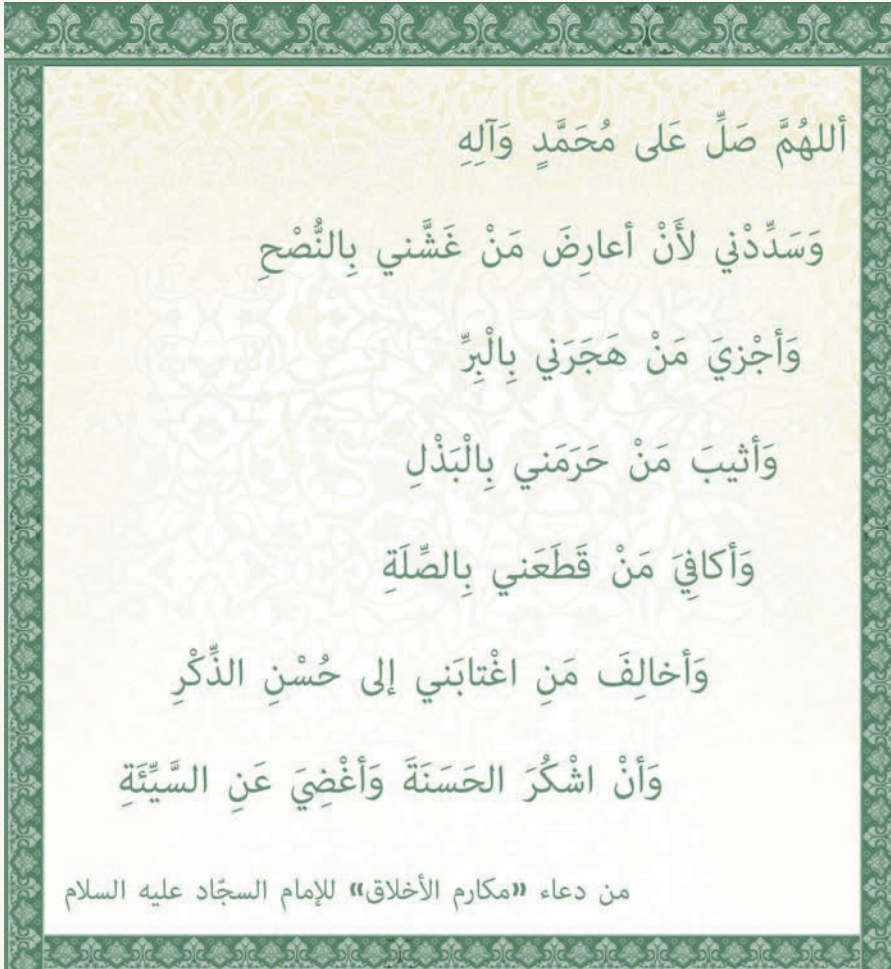 أللهُمَّ صَلِّ عَلى مُحَمَّدٍ وَآلِهِ
وَسَدِّدْني لأَنْ أعارِضَ مَنْ غَشَّني بِالنُّصْحِ
وَأجْزيَ مَنْ هَجَرَني بِالْبِرِّ
وَأثيبَ مَنْ حَرَمَني بِالْبَذْلِ
وَأكافِيَ مَنْ قَطَعَني بِالصِّلَةِ
وَأخالِفَ مَنِ اغْتابَني إلى حُسْنِ الذِّكْرِ
وَأنْ اشْكُرَ الحَسَنَةَ وَأغْضِيَ عَنِ السَّيِّئَةِ
من دعاء «مكارم الأخلاق» للإمام السجّاد عليه السلام